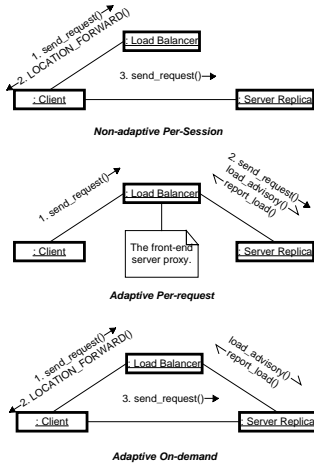 1. send_request()
2. LOCATION_FORWARD()
: Load Balancer
3. send_request()
: Client
: Server Replica
Non-adaptive Per-Session
1. send_request()
: Load Balancer
2. send_request()
load_advisory()
report_load()
: Client
The front-end
server proxy.
: Server Replica
Adaptive Per-request
1. send_request()
2. LOCATION_FORWARD()
: Load Balancer
load_advisory()
report_load()
3. send_request()
: Client
: Server Replica
Adaptive On-demand